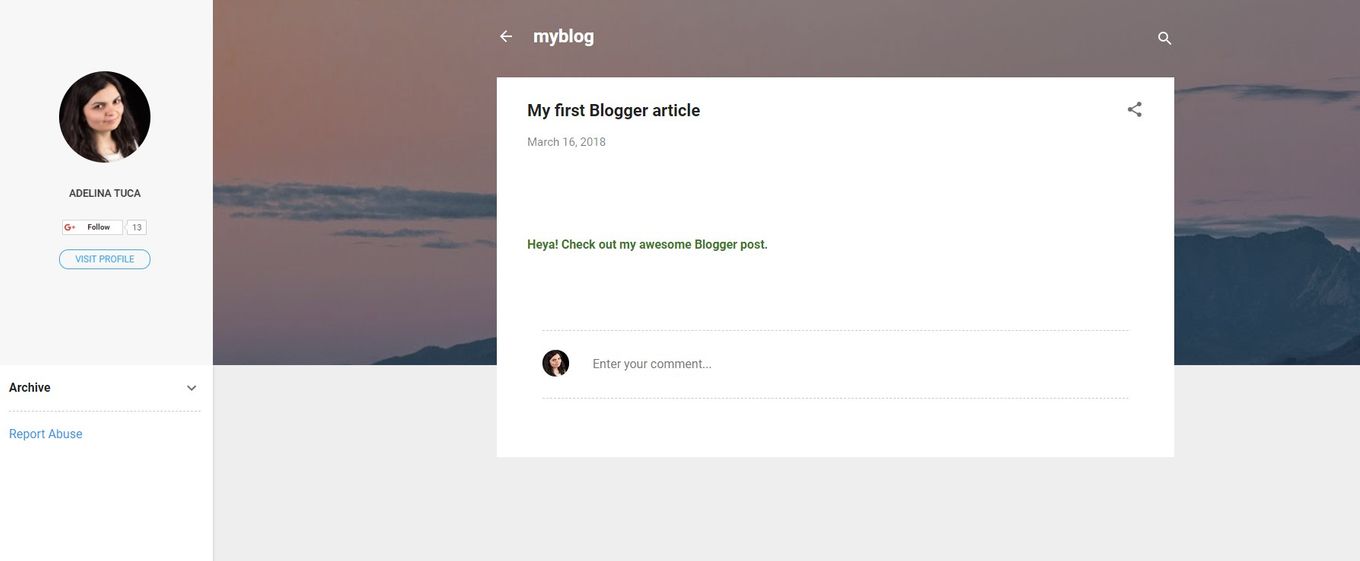 myblog
My first Blogger article
March 16, 2018
Heya! Check out my awesome Blogger post.
Enter your comment...
ADELINA TUCA
G+ Follow 13
VISIT PROFILE
Archive
Report Abuse